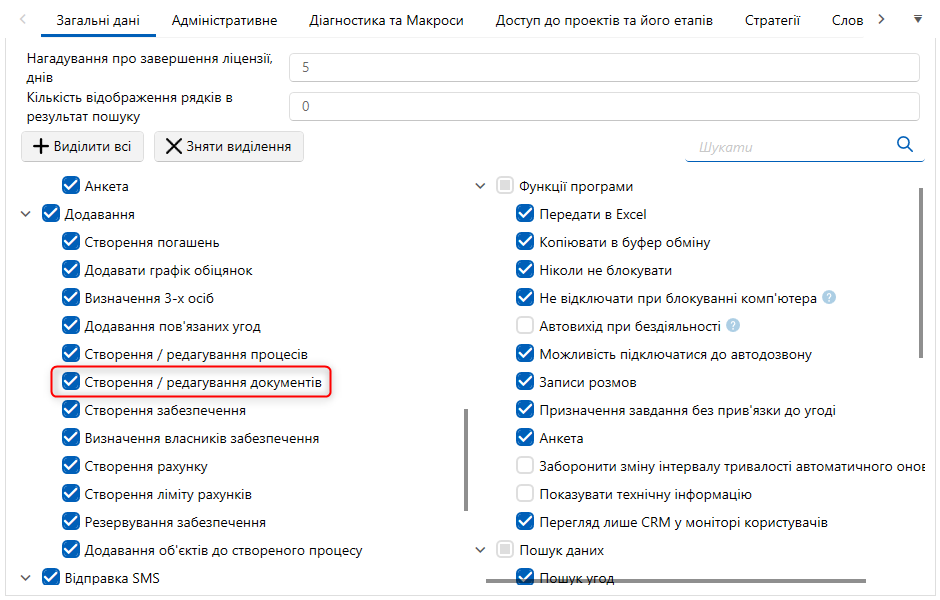 Загальні дані Адміністративне Діагностика та Макроси Доступ до проектів та його етапів Стратегії Слов
Нагадування про завершення ліцензії, днів 5
Кількість відображення рядків в результат пошуку 0
Виділити всі Зняти виділення Шукати
Анкета
Додавання
Створення погашень
Додавати графік обіцянок
Визначення 3-х осіб
Додавання пов'язаних угод
Створення / редагування процесів
Створення / редагування документів
Створення забезпечення
Визначення власників забезпечення
Створення рахунку
Створення ліміту рахунків
Резервування забезпечення
Додавання об'єктів до створеного процесу
Відправка SMS
Функції програми
Передати в Excel
Копіювати в буфер обміну
Ніколи не блокувати
Не відключати при блокуванні комп'ютера ?
Автовихід при бездіяльності ?
Можливість підключатися до автодозвону
Записи розмов
Призначення завдання без прив'язки до угоді
Анкета
Заборонити зміну інтервалу тривалості автоматичного онов
Показувати технічну інформацію
Перегляд лише CRM у моніторі користувачів
Пошук даних
Пошук угод